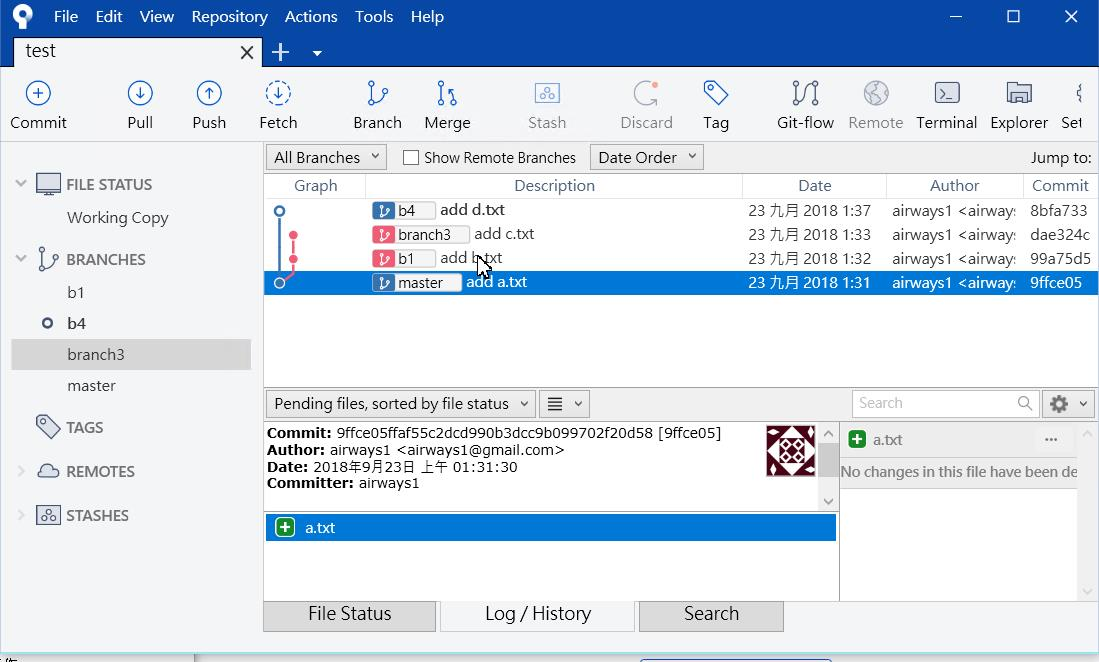 File Edit View Repository Actions Tools Help
test
Commit Pull Push Fetch Branch Merge Stash Discard Tag Git-flow Remote Terminal Explorer
FILE STATUS
Working Copy
BRANCHES
b1
b4
branch3
master
TAGS
REMOTES
STASHES
All Branches Show Remote Branches Date Order Jump to:
Graph Description Date Author Commit
b4 add d.txt 23 九月 2018 1:37 airways1 <airway: 8bfa733
branch3 add c.txt 23 九月 2018 1:33 airways1 <airway: dae324c
b1 add b.txt 23 九月 2018 1:32 airways1 <airway: 99a75d5
master add a.txt 23 九月 2018 1:31 airways1 <airway: 9ffce05
Pending files, sorted by file status Search
Commit: 9ffce05ffaf55c2dcd990b3dcc9b099702f20d58 [9ffce05]
Author: airways1 <airways1@gmail.com>
Date: 2018年9月23日 上午 01:31:30
Committer: airways1
a.txt
a.txt
No changes in this file have been de
File Status Log / History Search